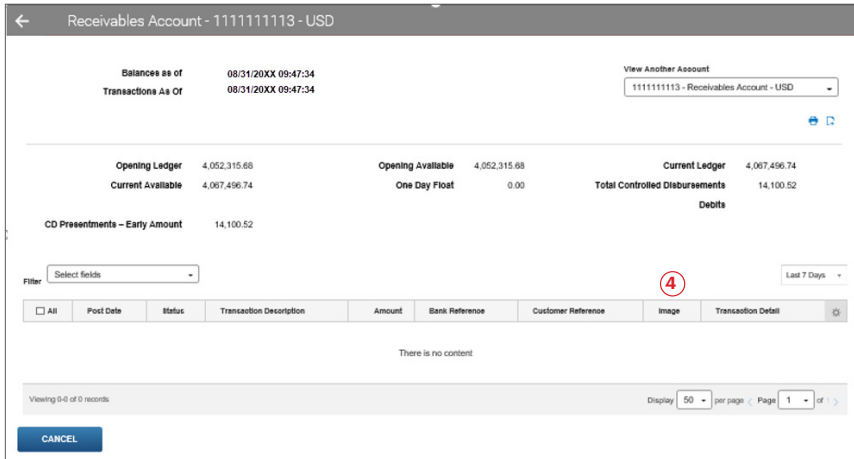 Receivables Account - 1111111113 - USD
Balances as of 08/31/20XX 09:47:34
Transactions As Of 08/31/20XX 09:47:34
View Another Account
1111111113 - Receivables Account - USD
Opening Ledger 4,052,315.68 Opening Available 4,052,315.68 Current Ledger 4,067,496.74
Current Available 4,067,496.74 One Day Float 0.00 Total Controlled Disbursements 14,100.52
Debits
CD Presentments – Early Amount 14,100.52
Filter Select fields Last 7 Days
4
All Post Date Status Transaction Description Amount Bank Reference Customer Reference Image Transaction Detail
There is no content
Viewing 0-0 of 0 records Display 50 per page Page 1 of 1
CANCEL